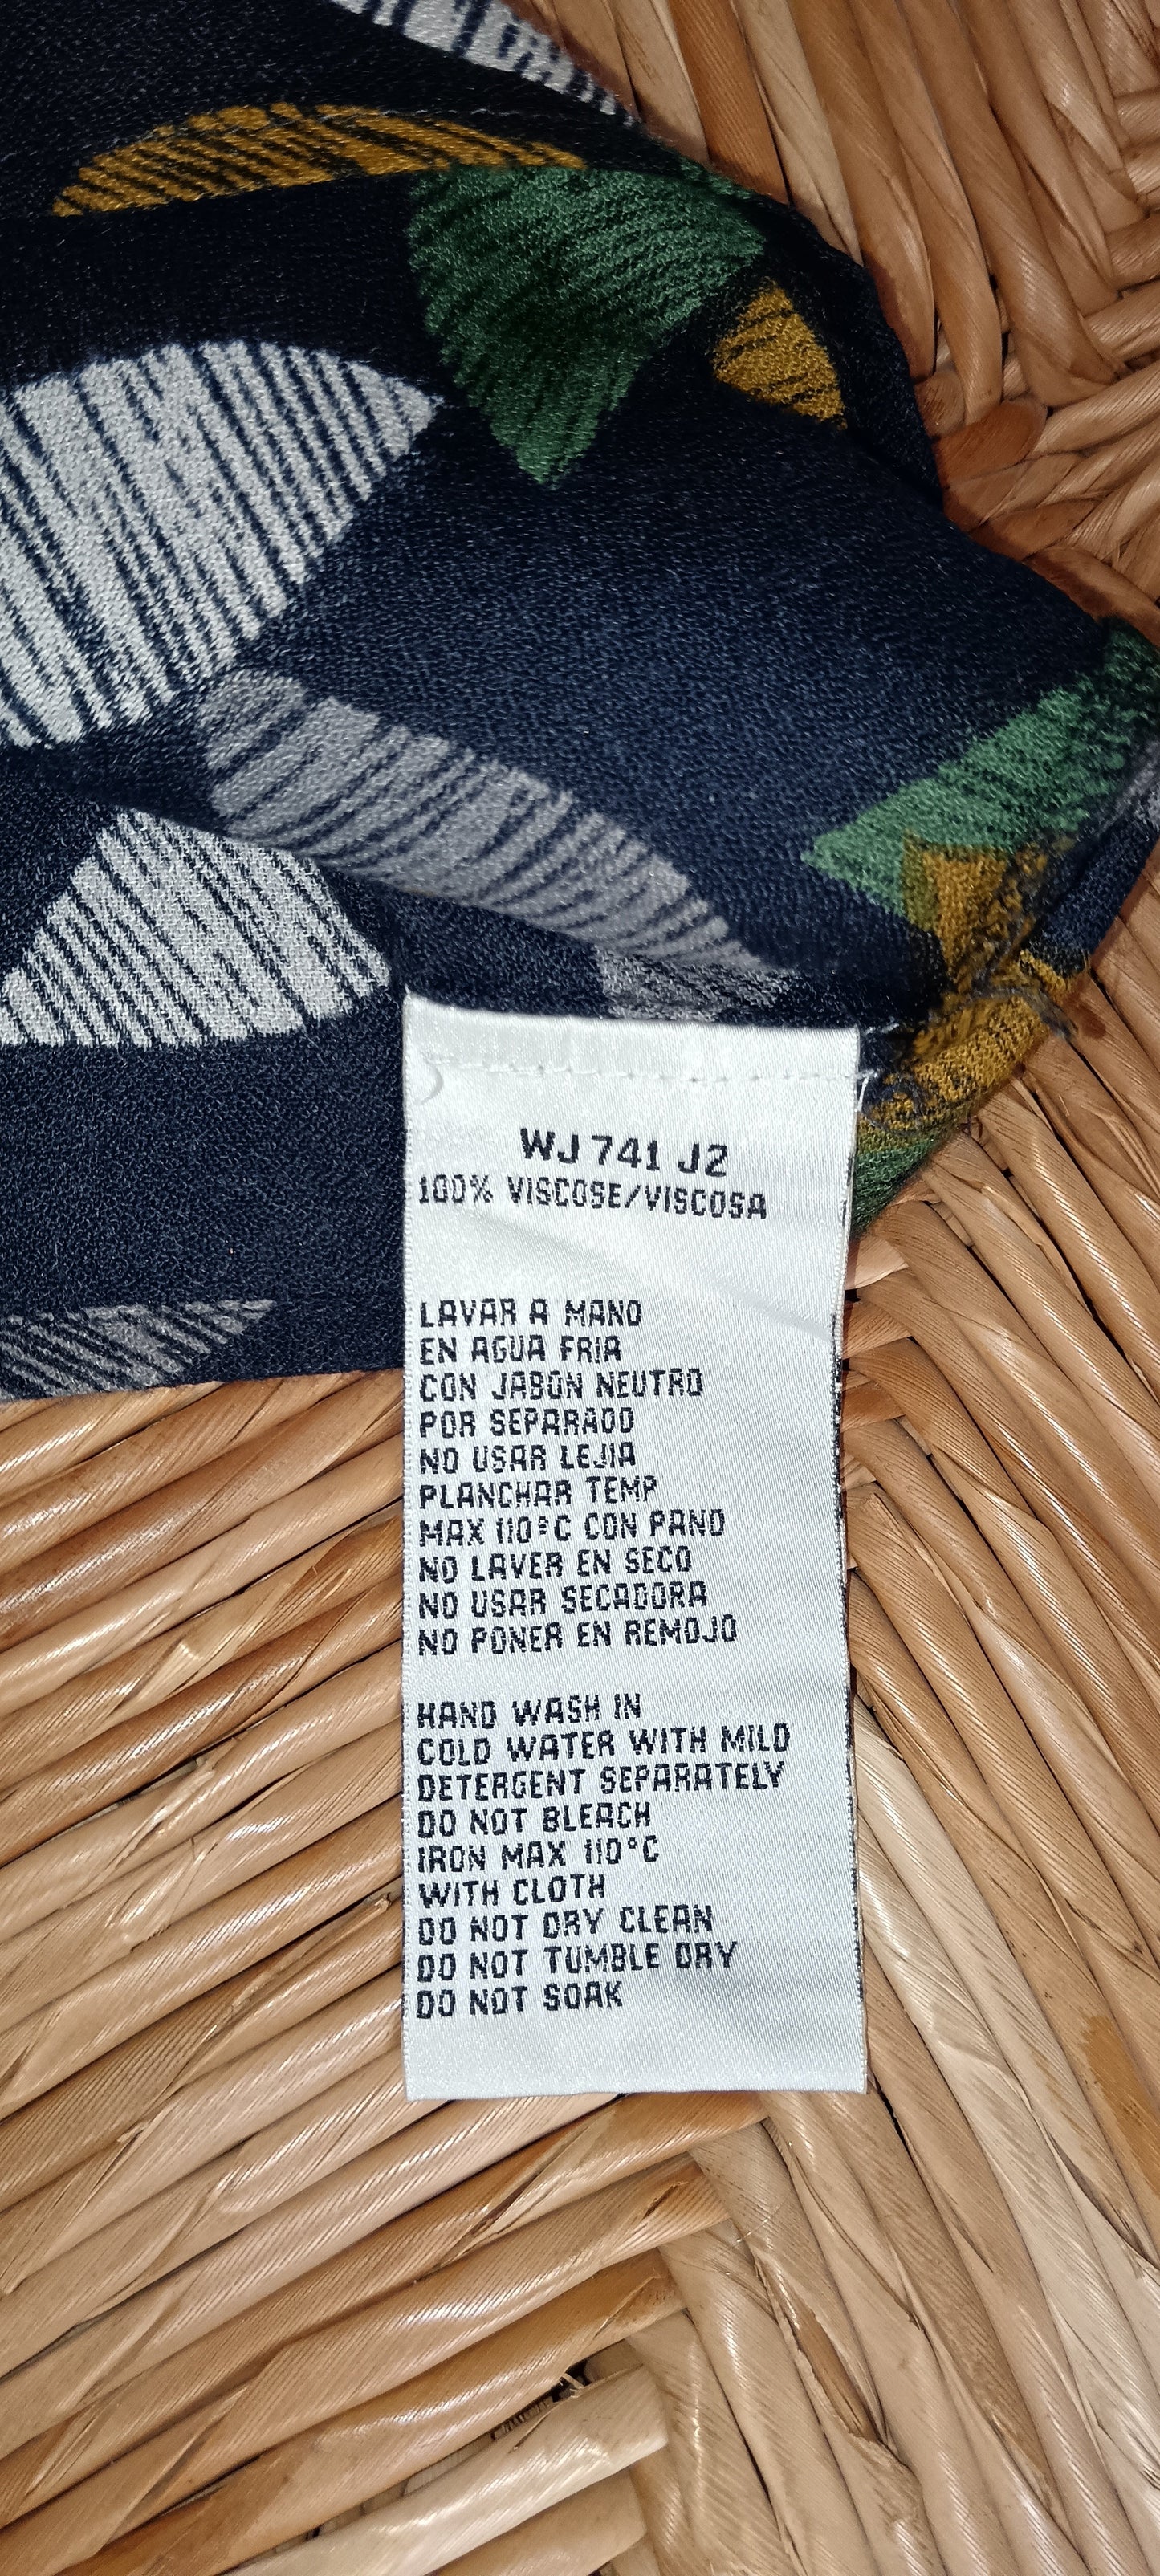 WJ 741 J2
100% VISCOSE/VISCOSA
LAVAR A MANO
EN AGUA FRIA
CON JABON NEUTRO
POR SEPARADO
NO USAR LEJIA
PLANCHAR TEMP
MAX 110ºC CON PANO
NO LAVER EN SECO
NO USAR SECADORA
NO PONER EN REMOJO
HAND WASH IN
COLD WATER WITH MILD
DETERGENT SEPARATELY
DO NOT BLEACH
IRON MAX 110°C
WITH CLOTH
DO NOT DRY CLEAN
DO NOT TUMBLE DRY
DO NOT SOAK